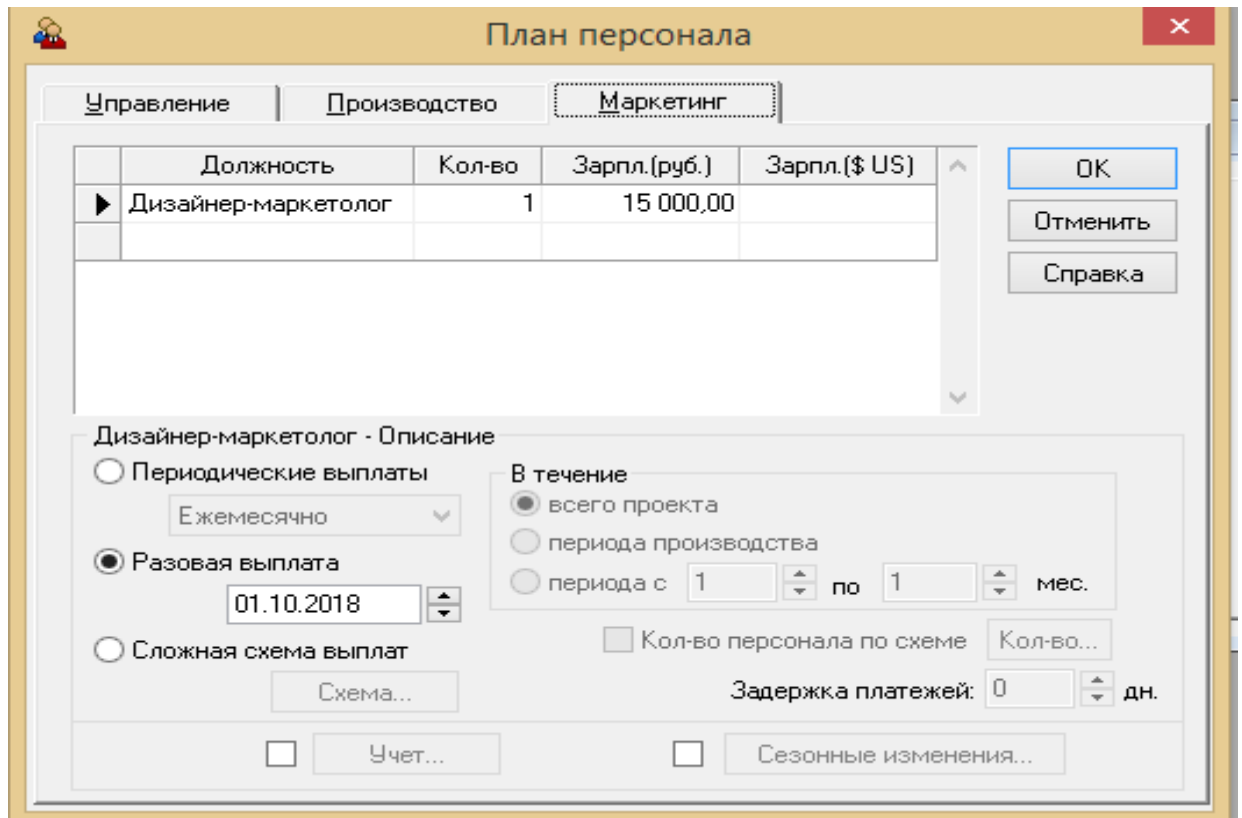 План персонала
Управление Производство Маркетинг
Должность Кол-во Зарпл.(руб.) Зарпл.($ US)
Дизайнер-маркетолог 1 15 000,00
OK
Отменить
Справка
Дизайнер-маркетолог - Описание
Периодические выплаты
Ежемесячно
Разовая выплата
01.10.2018
Сложная схема выплат
Схема...
В течение
всего проекта
периода производства
периода с 1 по 1 мес.
Кол-во персонала по схеме Кол-во...
Задержка платежей: 0 дн.
Учет... Сезонные изменения...